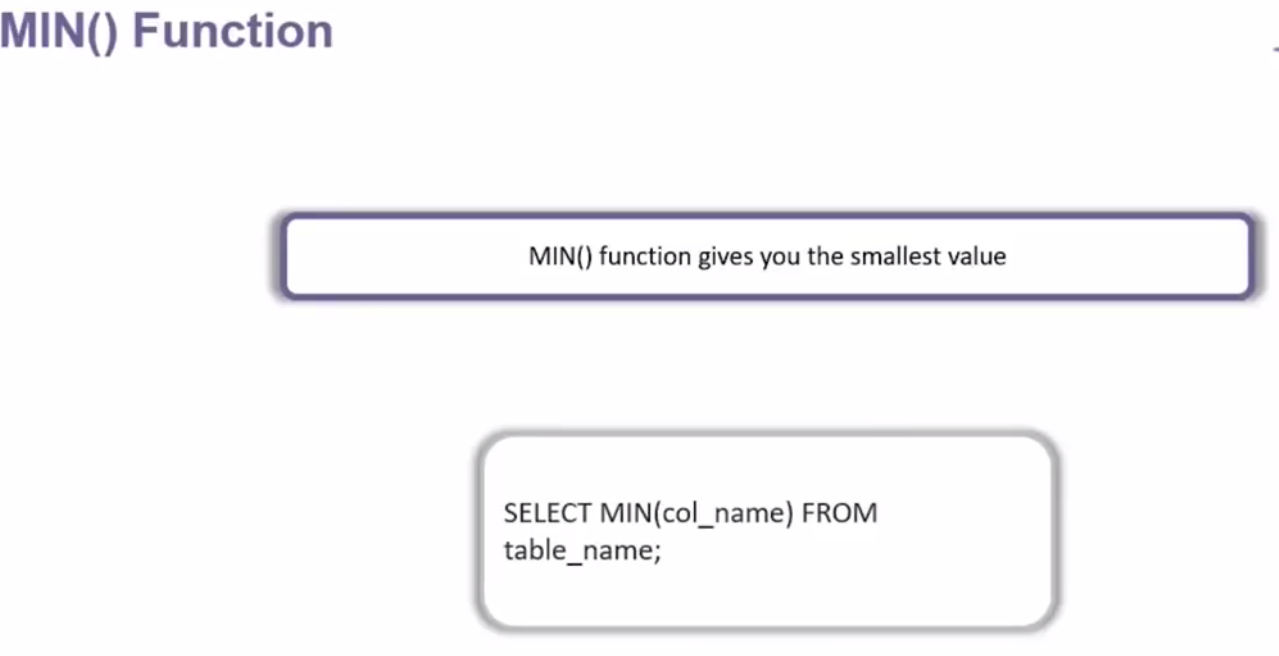 MIN() Function
MIN() function gives you the smallest value
SELECT MIN(col_name) FROM
table_name;